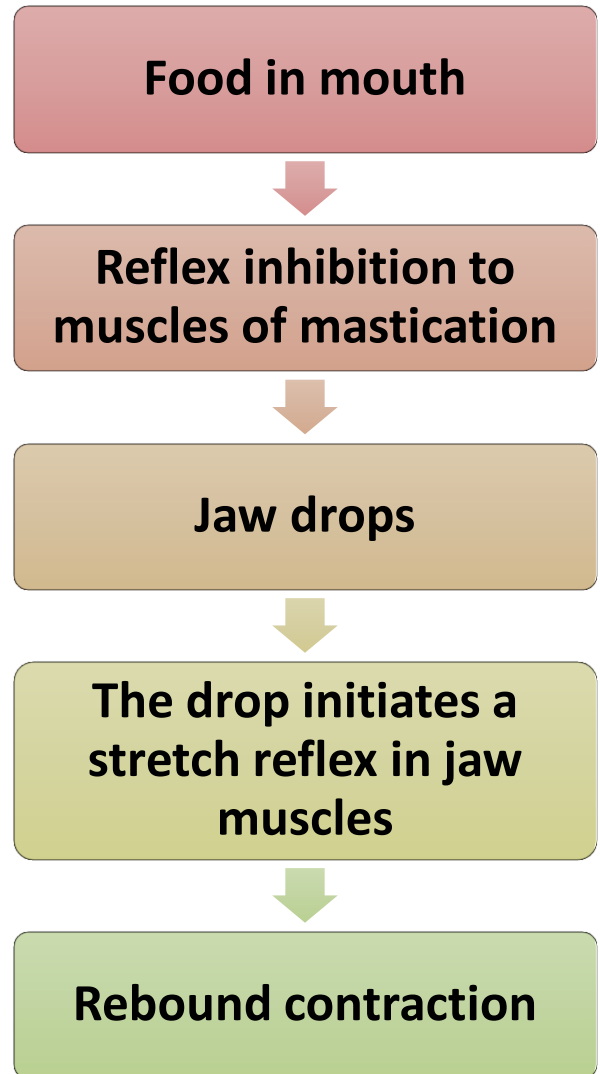 Food in mouth
Reflex inhibition to
muscles of mastication
Jaw drops
The drop initiates a
stretch reflex in jaw
muscles
Rebound contraction